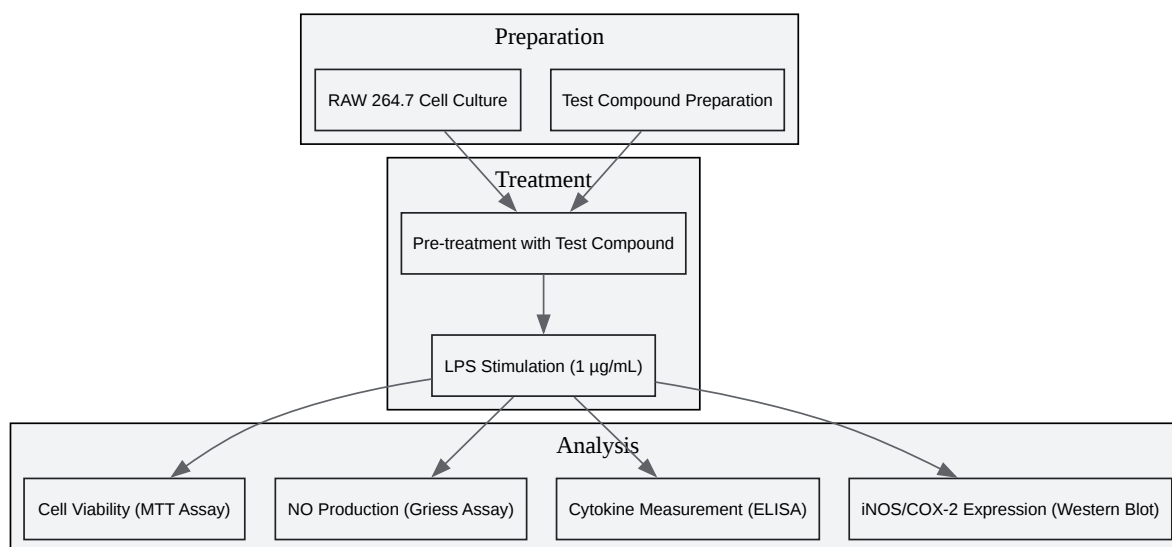 Preparation
RAW 264.7 Cell Culture
Test Compound Preparation
Treatment
Pre-treatment with Test Compound
LPS Stimulation (1 µg/mL)
Analysis
Cell Viability (MTT Assay)
NO Production (Griess Assay)
Cytokine Measurement (ELISA)
iNOS/COX-2 Expression (Western Blot)